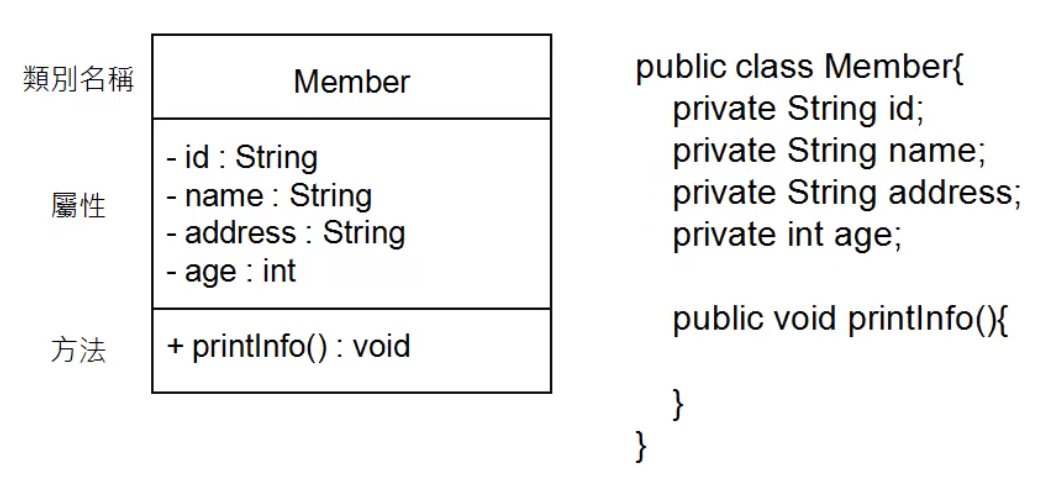 類別名稱
Member
屬性
- id : String
- name : String
- address : String
- age : int
方法
+ printInfo() : void
public class Member{
private String id;
private String name;
private String address;
private int age;
public void printInfo(){
}
}